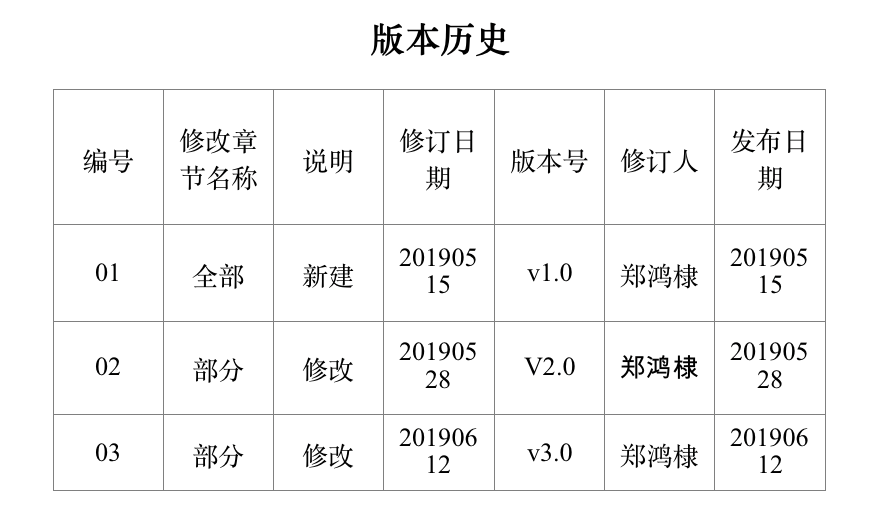 版本历史
编号 修改章节名称 说明 修订日期 版本号 修订人 发布日期
01 全部 新建 20190515 v1.0 郑鸿棣 20190515
02 部分 修改 20190528 V2.0 郑鸿棣 20190528
03 部分 修改 20190612 v3.0 郑鸿棣 20190612